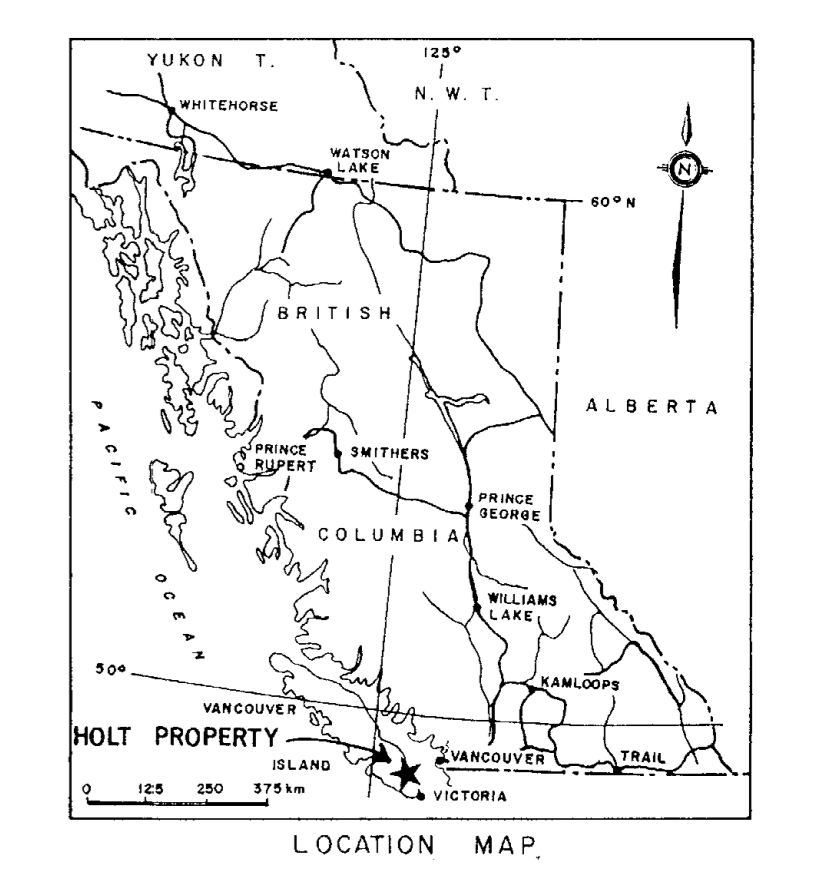 125°
YUKON T.
N. W. T.
WHITEHORSE
WATSON
LAKE
N
60° N
BRITISH
ALBERTA
PACIFIC
OCEAN
PRINCE
RUPERT
SMITHERS
PRINCE
GEORGE
COLUMBIA
WILLIAMS
LAKE
50°
KAMLOOPS
VANCOUVER
HOLT PROPERTY
ISLAND
VANCOUVER
TRAIL
0 125 250 375 km
VICTORIA
LOCATION MAP.